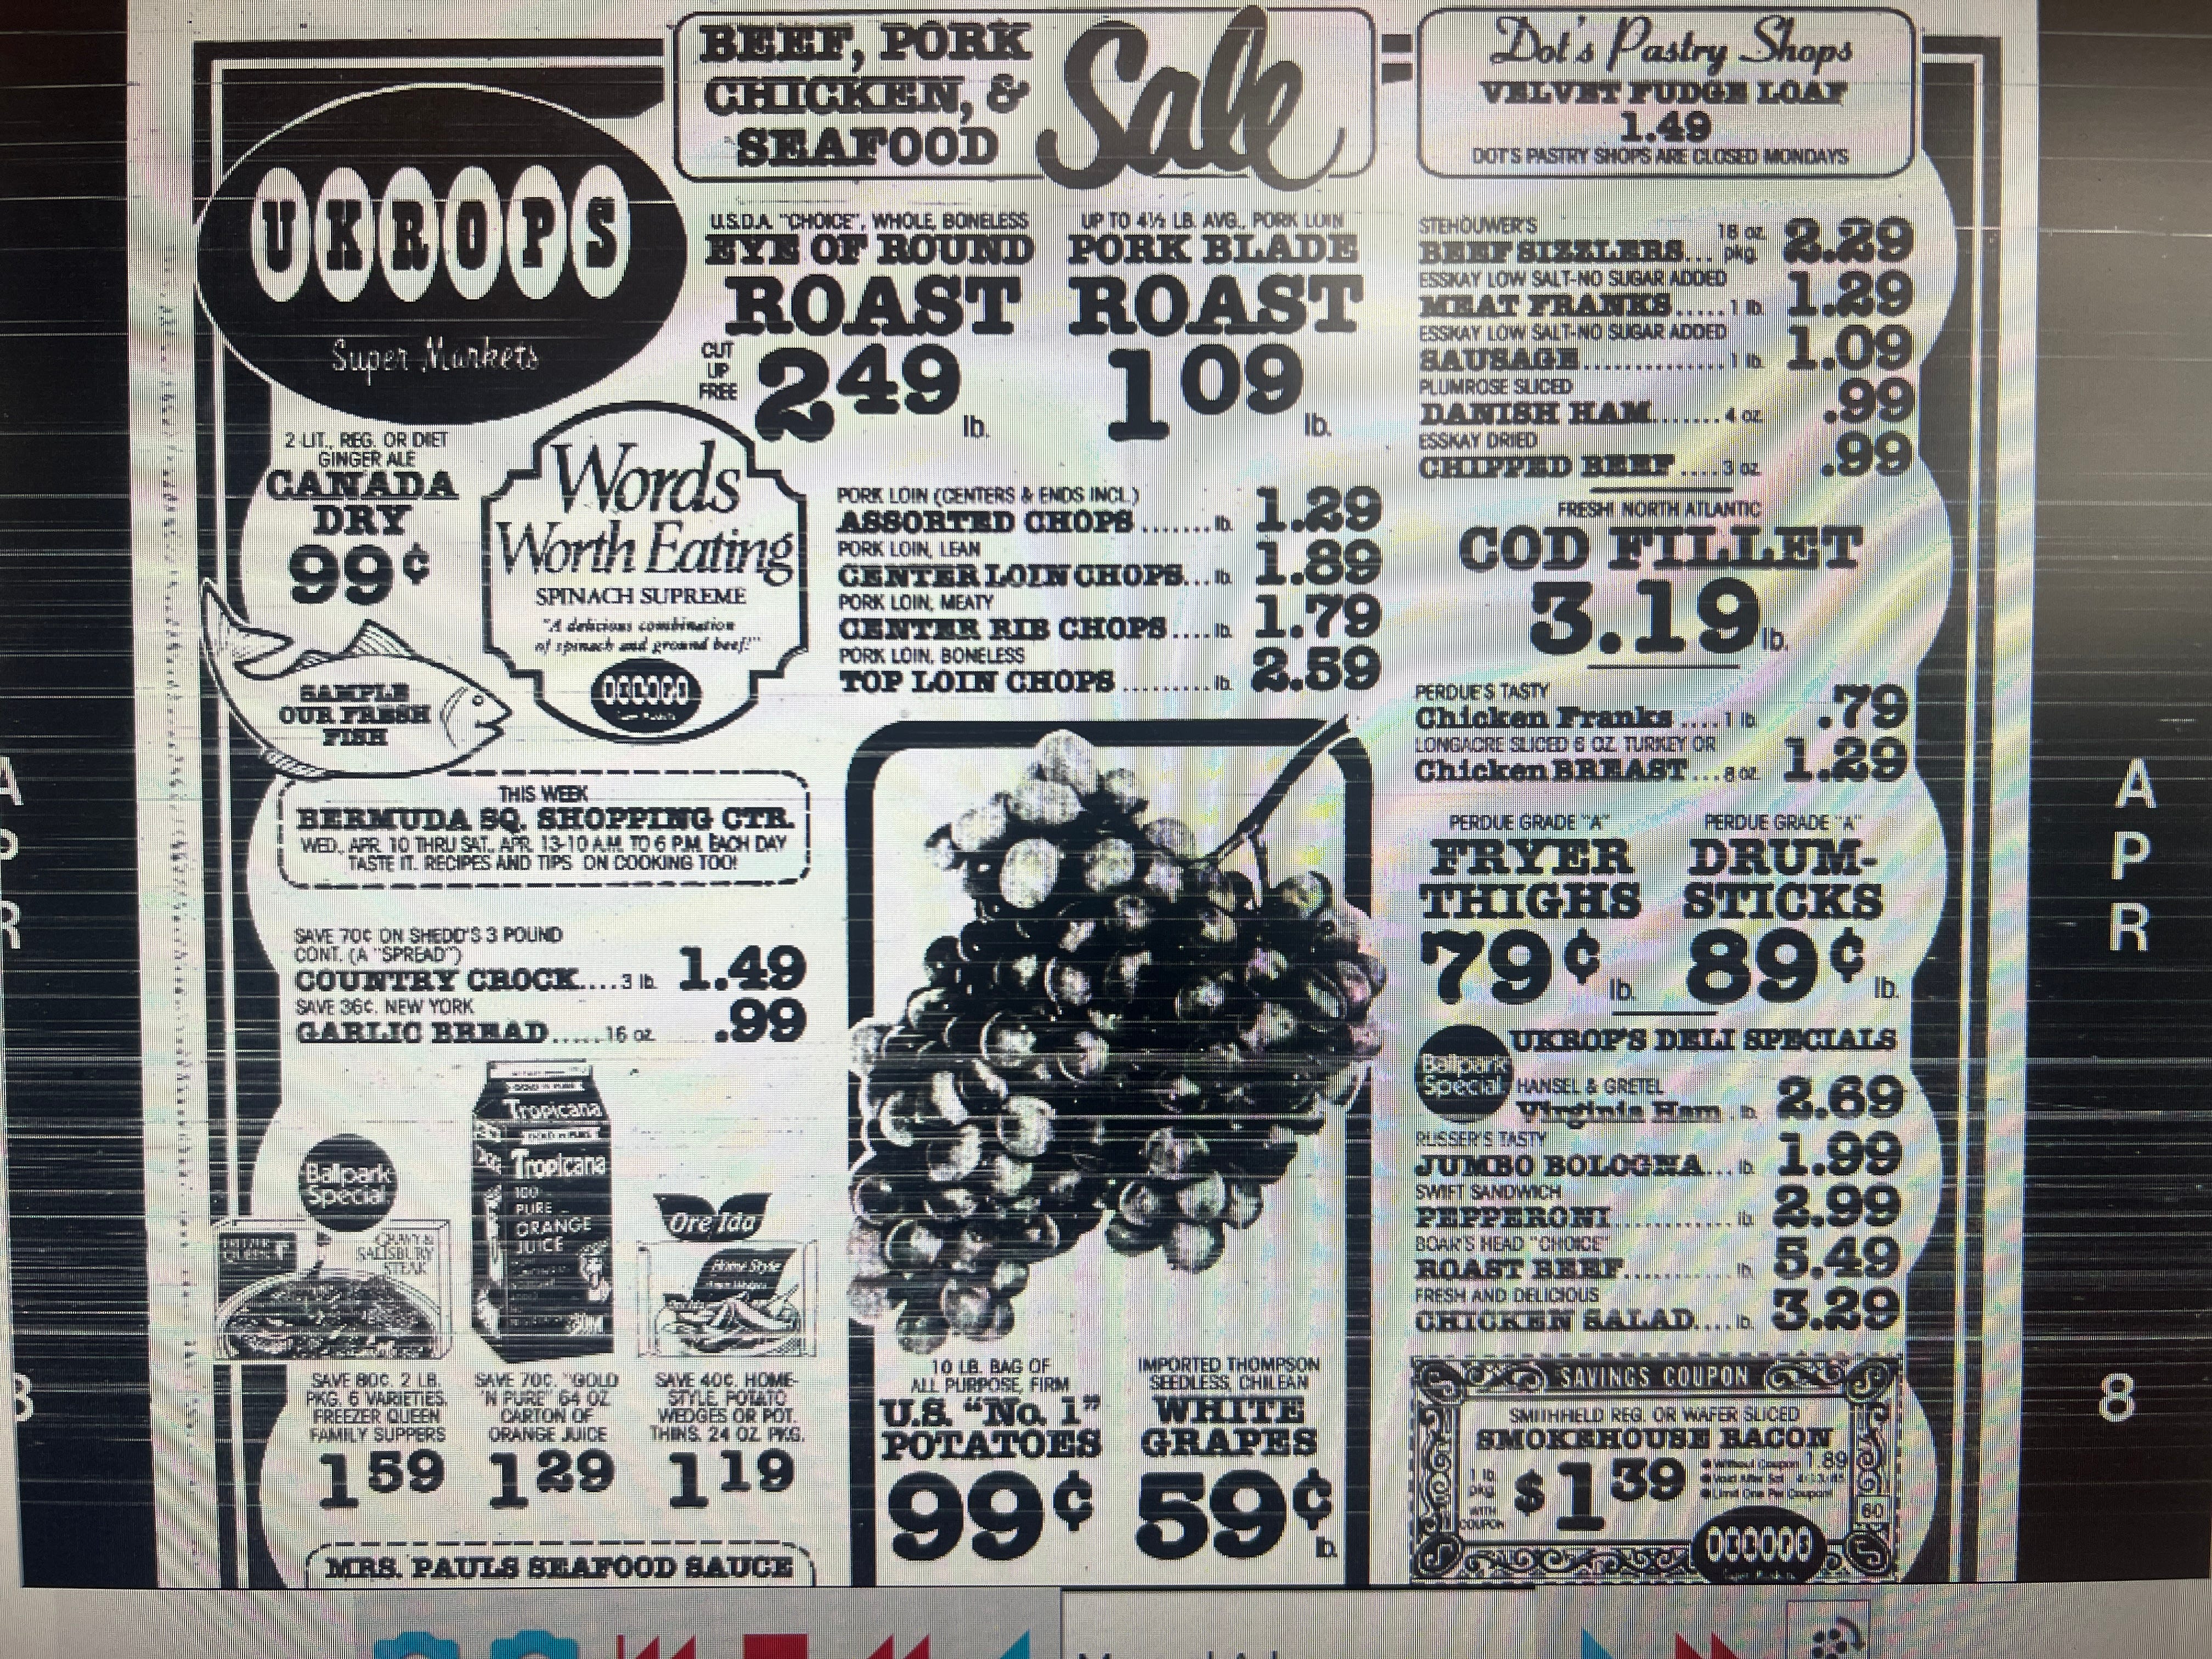 BEEF, PORK
CHICKEN, &
SEAFOOD
Sale
Dot's Pastry Shops
VELVET FUDGE LOAF
1.49
DOT'S PASTRY SHOPS ARE CLOSED MONDAYS
UKROPS
Super Markets
U.S.D.A. "CHOICE", WHOLE, BONELESS
EYE OF ROUND
ROAST
CUT
UP
FREE
2 49
lb.
UP TO 4½ LB. AVG., PORK LOIN
PORK BLADE
ROAST
1 09
lb.
2-LIT., REG. OR DIET
GINGER ALE
CANADA
DRY
99¢
Words
Worth Eating
SPINACH SUPREME
"A delicious combination
of spinach and ground beef!"
UKROPS
Super Markets
SAMPLE
OUR FRESH
FISH
THIS WEEK
BERMUDA SQ. SHOPPING CTR.
WED., APR. 10 THRU SAT., APR. 13-10 A.M. TO 6 P.M. EACH DAY
TASTE IT. RECIPES AND TIPS ON COOKING TOO!
PORK LOIN (CENTERS & ENDS INCL.)
ASSORTED CHOPS ....... lb. 1.29
PORK LOIN, LEAN
CENTER LOIN CHOPS... lb. 1.89
PORK LOIN, MEATY
CENTER RIB CHOPS .... lb. 1.79
PORK LOIN, BONELESS
TOP LOIN CHOPS ......... lb. 2.59
SAVE 70¢ ON SHEDD'S 3 POUND
CONT. (A "SPREAD")
COUNTRY CROCK.... 3 lb. 1.49
SAVE 36¢. NEW YORK
GARLIC BREAD ..... 16 oz. .99
Ballpark
Special
FREEZER
QUEEN
GRAVY &
SALISBURY
STEAK
Tropicana
Tropicana
100
PURE
ORANGE
JUICE
Ore Ida
Home Style
SAVE 80¢. 2 LB.
PKG. 6 VARIETIES.
FREEZER QUEEN
FAMILY SUPPERS
1 59
SAVE 70¢. "GOLD
'N PURE" 64 OZ.
CARTON OF
ORANGE JUICE
1 29
SAVE 40¢. HOME-
STYLE, POTATO
WEDGES OR POT.
THINS. 24 OZ. PKG.
1 19
MRS. PAULS SEAFOOD SAUCE
10 LB. BAG OF
ALL PURPOSE, FIRM
U.S. "No. 1"
POTATOES
99¢
IMPORTED THOMPSON
SEEDLESS, CHILEAN
WHITE
GRAPES
59¢
lb.
STEHOUWER'S
BEEF SIZZLERS... 18 oz. pkg. 2.29
ESSKAY LOW SALT-NO SUGAR ADDED
MEAT FRANKS ..... 1 lb. 1.29
ESSKAY LOW SALT-NO SUGAR ADDED
SAUSAGE ............. 1 lb. 1.09
PLUMROSE SLICED
DANISH HAM....... 4 oz. .99
ESSKAY DRIED
CHIPPED BEEF .... 3 oz. .99
FRESH! NORTH ATLANTIC
COD FILLET
3.19 lb.
PERDUE'S TASTY
Chicken Franks .... 1 lb. .79
LONGACRE SLICED 6 OZ. TURKEY OR
Chicken BREAST ... 8 oz. 1.29
PERDUE GRADE "A"
FRYER
THIGHS
79¢ lb.
PERDUE GRADE "A"
DRUM-
STICKS
89¢ lb.
UKROP'S DELI SPECIALS
Ballpark
Special
HANSEL & GRETEL
Virginia Ham . lb. 2.69
RUSSER'S TASTY
JUMBO BOLOGNA... lb. 1.99
SWIFT SANDWICH
PEPPERONI ............ lb. 2.99
BOAR'S HEAD "CHOICE"
ROAST BEEF ........... lb. 5.49
FRESH AND DELICIOUS
CHICKEN SALAD.... lb. 3.29
SAVINGS COUPON
SMITHFIELD REG. OR WAFER SLICED
SMOKEHOUSE BACON
1 lb.
pkg.
WITH
COUPON
$1 39
Without Coupon 1.89
Void After Sat. 4/13/85
Limit One Per Coupon!
60
UKROPS
Super Markets
A
P
R
8